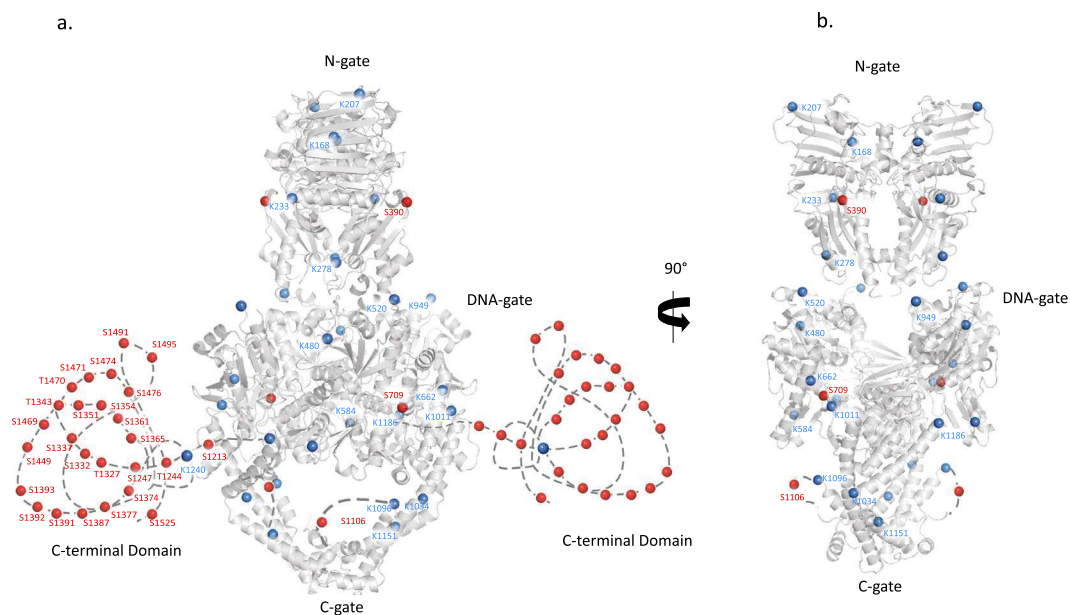 a.
b.
N-gate
N-gate
K207
K207
K168
K168
K233
S390
K233
S390
K278
K278
90°
DNA-gate
DNA-gate
K520
K949
K520
K949
K480
K480
S1491
S1495
S1471
S1474
T1470
S1476
T1343
S1351
S1354
S1469
S1361
S1337
S1365
S1449
S1332
T1327
S1247
T1244
K1240
S1213
S1393
S1374
S1392
S1391
S1387
S1377
S1525
S709
K662
K584
K1186
K1011
K662
S709
K1011
K584
K1186
S1106
K1096
K1034
K1151
S1106
K1096
K1034
K1151
C-terminal Domain
C-terminal Domain
C-gate
C-gate